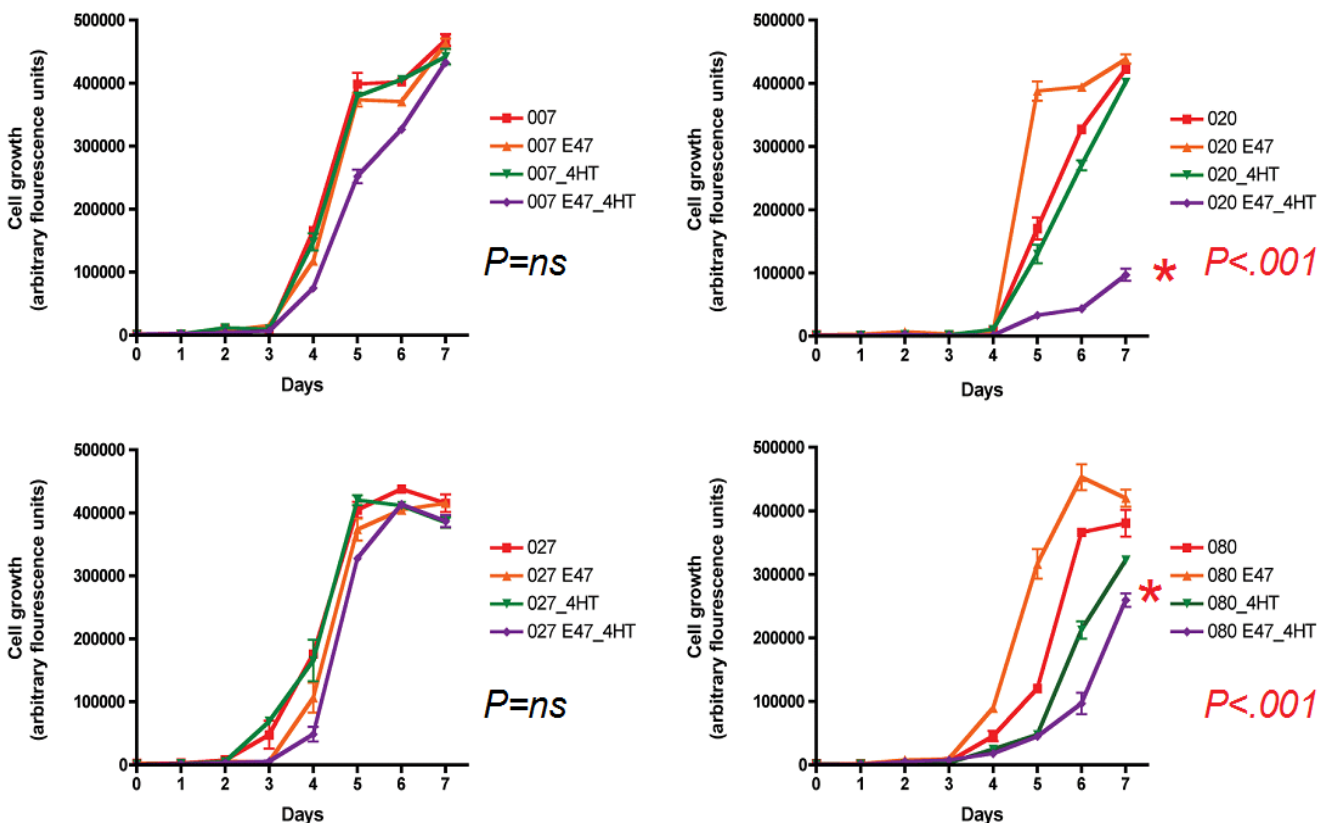 500000
400000
300000
200000
100000
0
Cell growth
(arbitrary flourescence units)
0 1 2 3 4 5 6 7
Days
007
007 E47
007_4HT
007 E47_4HT
P=ns
500000
400000
300000
200000
100000
0
Cell growth
(arbitrary flourescence units)
0 1 2 3 4 5 6 7
Days
020
020 E47
020_4HT
020 E47_4HT
* P<.001
500000
400000
300000
200000
100000
0
Cell growth
(arbitrary flourescence units)
0 1 2 3 4 5 6 7
Days
027
027 E47
027_4HT
027 E47_4HT
P=ns
500000
400000
300000
200000
100000
0
Cell growth
(arbitrary flourescence units)
0 1 2 3 4 5 6 7
Days
080
080 E47
080_4HT
080 E47_4HT
*
P<.001